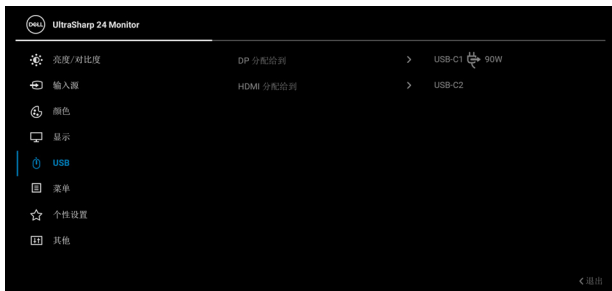 DELL UltraSharp 24 Monitor
亮度/对比度 DP 分配给到 > USB-C1 90W
输入源 HDMI 分配给到 > USB-C2
颜色
显示
USB
菜单
个性设置
其他
<退出